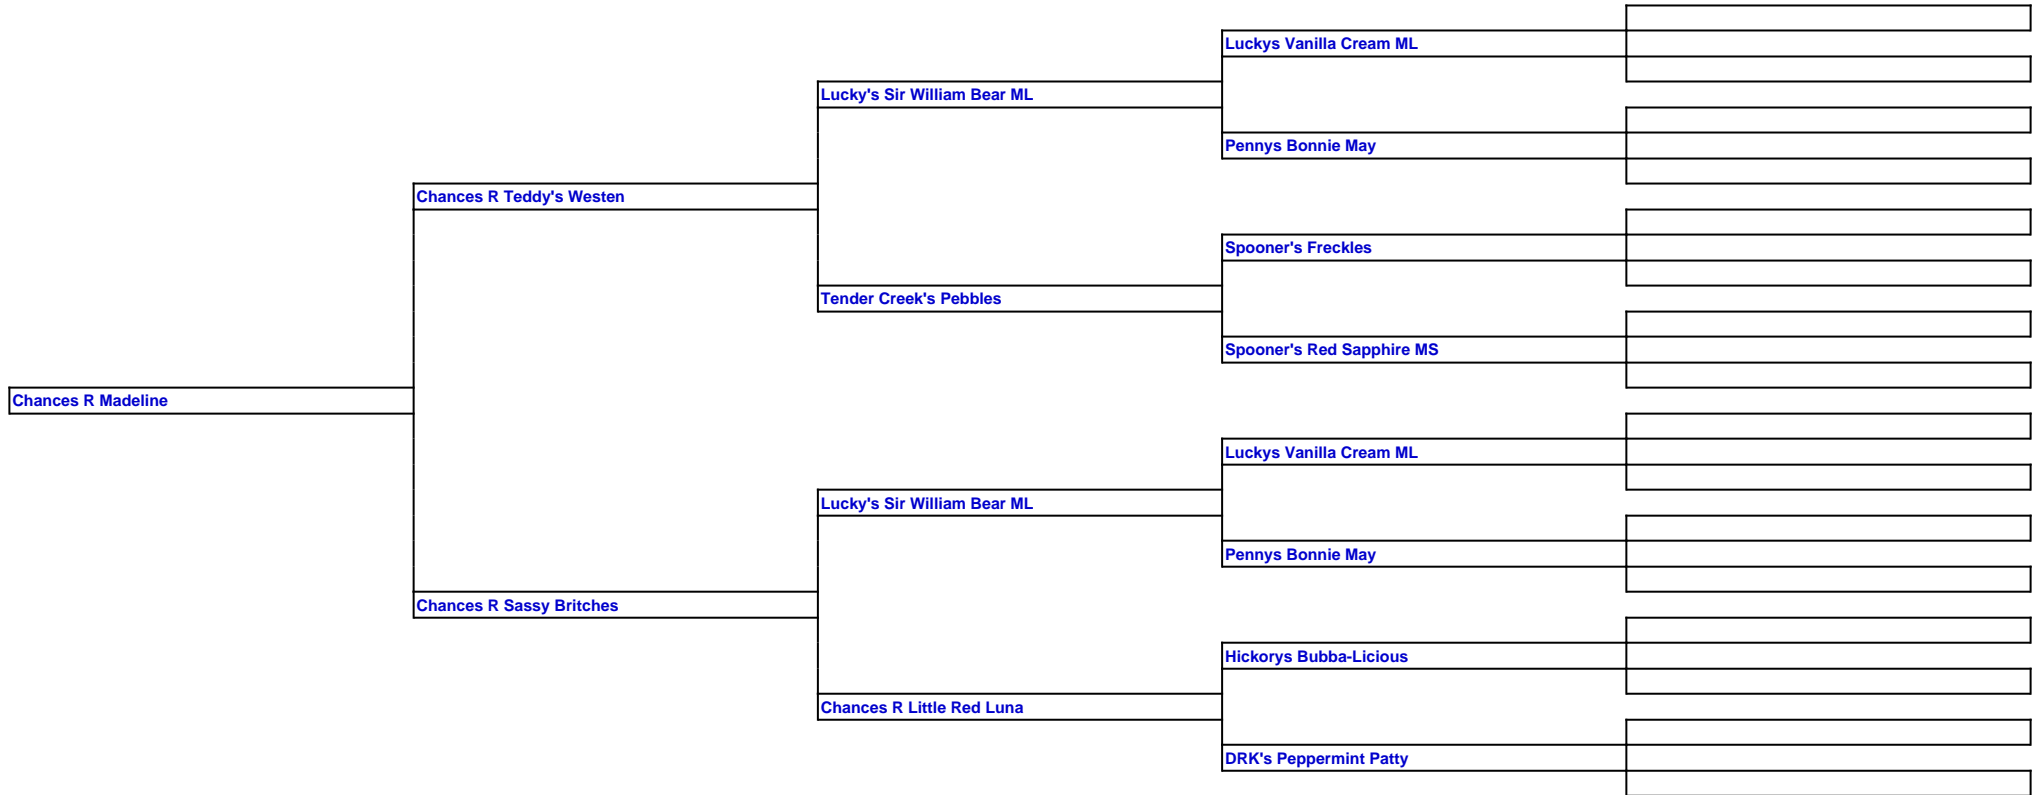 Luckys Vanilla Cream ML
Lucky's Sir William Bear ML
Pennys Bonnie May
Chances R Teddy's Westen
Spooner's Freckles
Tender Creek's Pebbles
Spooner's Red Sapphire MS
Chances R Madeline
Luckys Vanilla Cream ML
Lucky's Sir William Bear ML
Pennys Bonnie May
Chances R Sassy Britches
Hickorys Bubba-Licious
Chances R Little Red Luna
DRK's Peppermint Patty